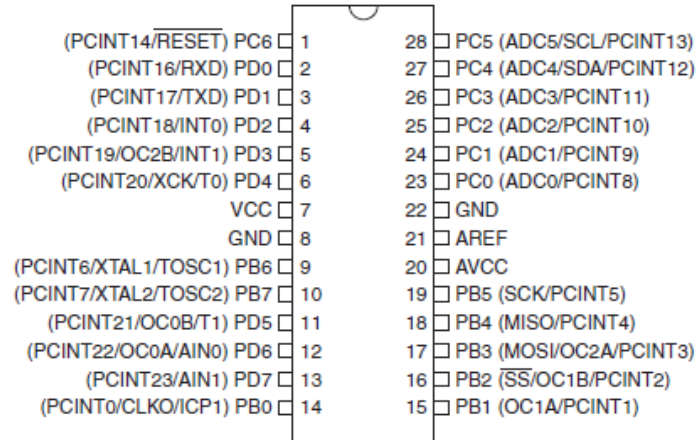 (PCINT14/RESET) PC6 1 28 PC5 (ADC5/SCL/PCINT13)
(PCINT16/RXD) PD0 2 27 PC4 (ADC4/SDA/PCINT12)
(PCINT17/TXD) PD1 3 26 PC3 (ADC3/PCINT11)
(PCINT18/INT0) PD2 4 25 PC2 (ADC2/PCINT10)
(PCINT19/OC2B/INT1) PD3 5 24 PC1 (ADC1/PCINT9)
(PCINT20/XCK/T0) PD4 6 23 PC0 (ADC0/PCINT8)
VCC 7 22 GND
GND 8 21 AREF
(PCINT6/XTAL1/TOSC1) PB6 9 20 AVCC
(PCINT7/XTAL2/TOSC2) PB7 10 19 PB5 (SCK/PCINT5)
(PCINT21/OC0B/T1) PD5 11 18 PB4 (MISO/PCINT4)
(PCINT22/OC0A/AIN0) PD6 12 17 PB3 (MOSI/OC2A/PCINT3)
(PCINT23/AIN1) PD7 13 16 PB2 (SS/OC1B/PCINT2)
(PCINT0/CLKO/ICP1) PB0 14 15 PB1 (OC1A/PCINT1)